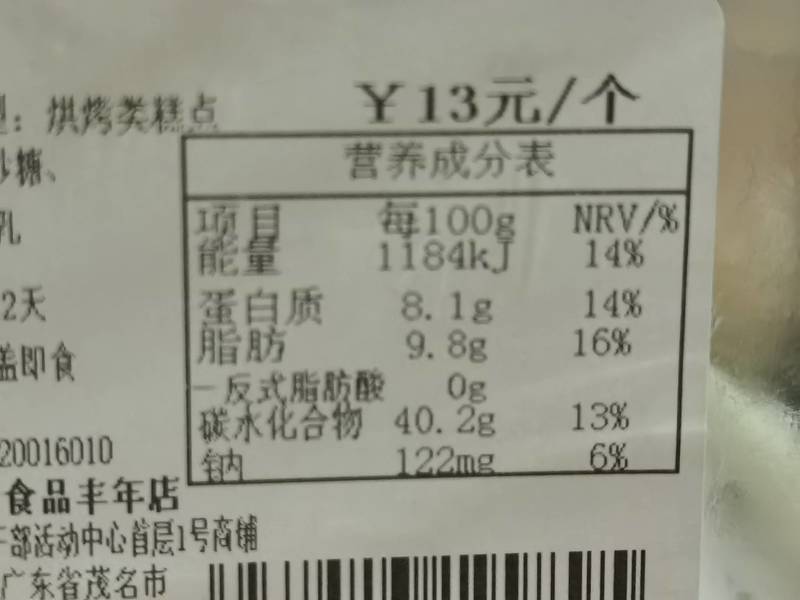 ：烘烤类糕点
￥13元/个
砂糖、
乳
2天
盖即食
20016010
食品丰年店
部活动中心首层1号商铺
广东省茂名市
营养成分表
项目 每100g NRV/%
能量 1184kJ 14%
蛋白质 8.1g 14%
脂肪 9.8g 16%
—反式脂肪酸 0g
碳水化合物 40.2g 13%
钠 122mg 6%